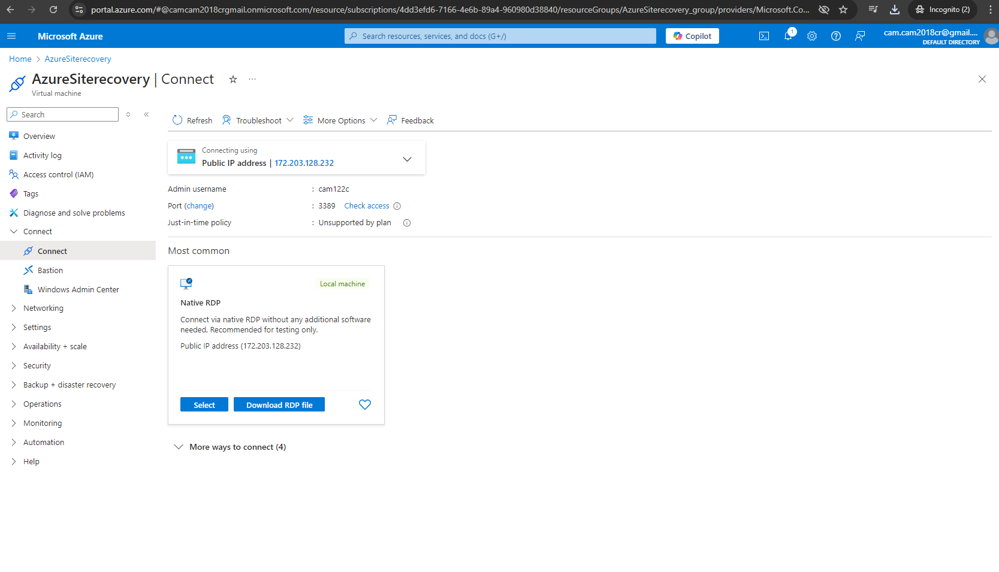 portal.azure.com/#@camcam2018crgmail.onmicrosoft.com/resource/subscriptions/4dd3efd6-7166-4e6b-89a4-960980d38840/resourceGroups/AzureSiterecovery_group/providers/Microsoft.Co...
Incognito (2)
Microsoft Azure
Search resources, services, and docs (G+/)
Copilot
1
cam.cam2018cr@gmail....
DEFAULT DIRECTORY
Home > AzureSiterecovery
AzureSiterecovery | Connect
Virtual machine
Search
Overview
Activity log
Access control (IAM)
Tags
Diagnose and solve problems
Connect
Connect
Bastion
Windows Admin Center
Networking
Settings
Availability + scale
Security
Backup + disaster recovery
Operations
Monitoring
Automation
Help
Refresh Troubleshoot More Options Feedback
Connecting using
Public IP address | 172.203.128.232
Admin username : cam122c
Port (change) : 3389 Check access
Just-in-time policy : Unsupported by plan
Most common
Local machine
Native RDP
Connect via native RDP without any additional software
needed. Recommended for testing only.
Public IP address (172.203.128.232)
Select Download RDP file
More ways to connect (4)